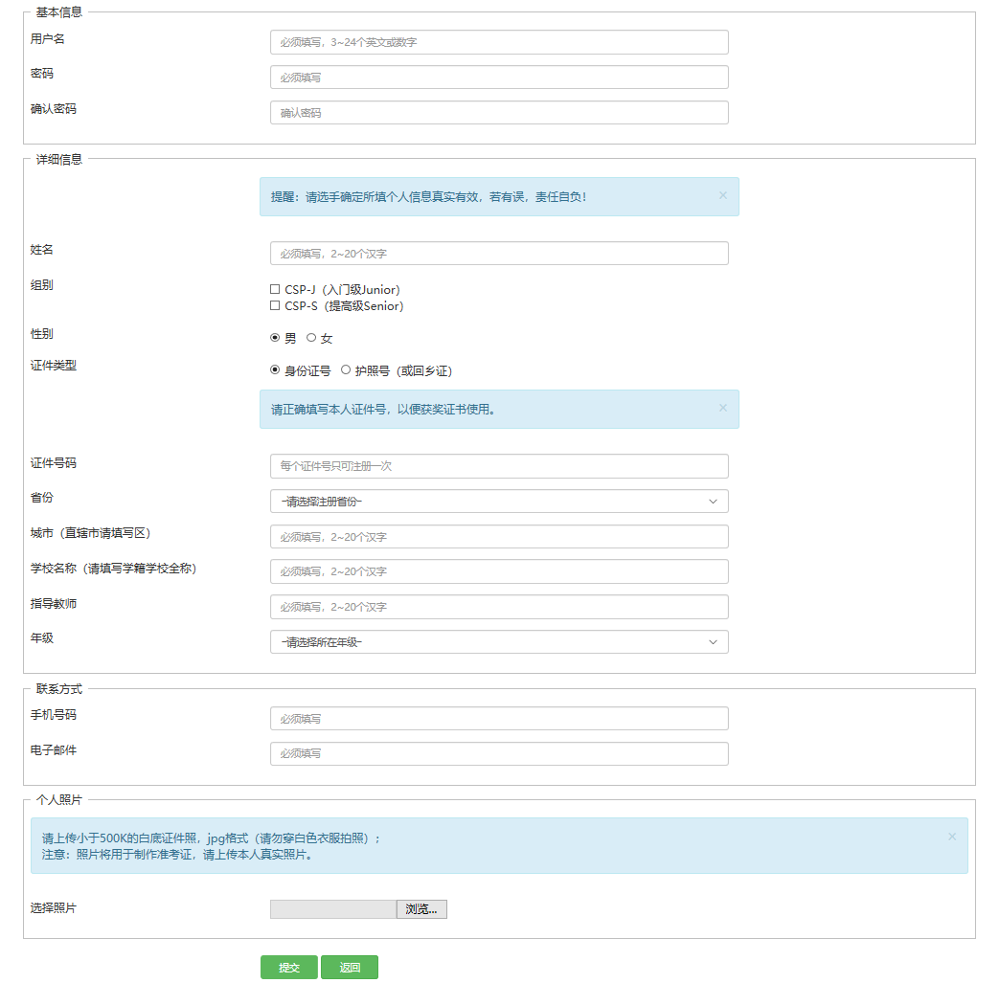 基本信息
用户名
必须填写，3~24个英文或数字
密码
必须填写
确认密码
确认密码
详细信息
提醒：请选手确定所填个人信息真实有效，若有误，责任自负！
×
姓名
必须填写，2~20个汉字
组别
CSP-J（入门级Junior）
CSP-S（提高级Senior）
性别
男 女
证件类型
身份证号 护照号（或回乡证）
请正确填写本人证件号，以便获奖证书使用。
×
证件号码
每个证件号只可注册一次
省份
-请选择注册省份-
城市（直辖市请填写区）
必须填写，2~20个汉字
学校名称（请填写学籍学校全称）
必须填写，2~20个汉字
指导教师
必须填写，2~20个汉字
年级
-请选择所在年级-
联系方式
手机号码
必须填写
电子邮件
必须填写
个人照片
请上传小于500K的白底证件照，jpg格式（请勿穿白色衣服拍照）；
×
注意：照片将用于制作准考证，请上传本人真实照片。
选择照片
浏览...
提交 返回